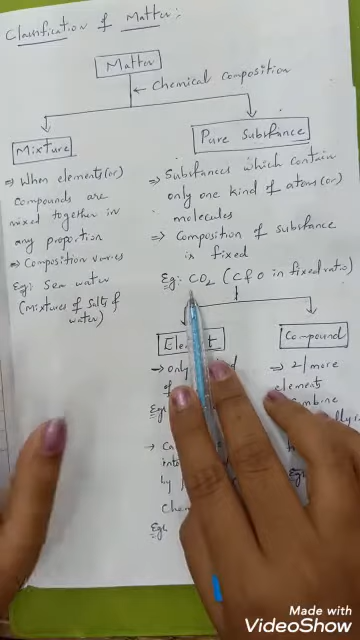 Classification of Matter:
Matter
Chemical composition
Mixture
⇒ When elements (or)
compounds are
mixed together in
any proportion
⇒ Composition varies
Eg: Sea water
(Mixtures of Salts &
water)
Pure Substance
⇒ Substances which contain
only one kind of atoms (or)
molecules
⇒ Composition of substance
is fixed
Eg: CO2 (C & O in fixed ratio)
Compound
⇒ 2/more
elements
→ only
of
Eg:
by
Eg:
Made with
VideoShow